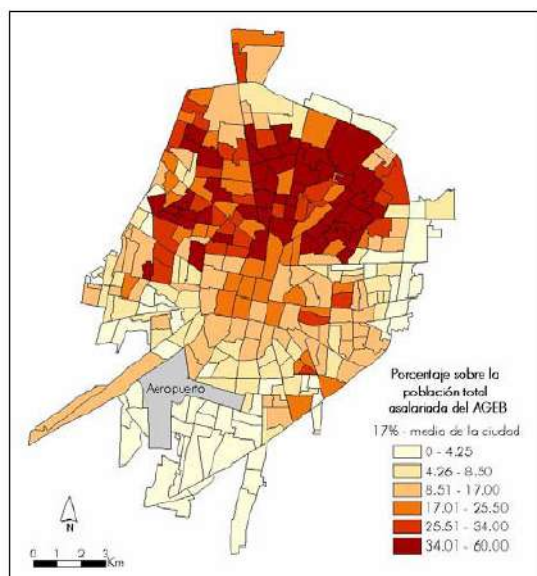 Aeropuerto
Porcentaje sobre la
población total
asalariada del AGEB
17% - media de la ciudad
0 - 4.25
4.26 - 8.50
8.51 - 17.00
17.01 - 25.50
25.51 - 34.00
34.01 - 60.00
N
0 1 2 3
Km